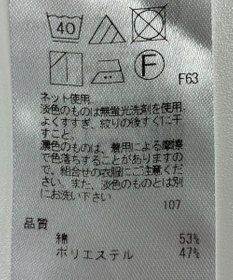 40
F
F63
ネット使用
淡色のものは無蛍光洗剤を使用。
よくすすぎ、絞りの後すぐに干
すこと。
濃色のものは、着用による摩擦
で色落ちすることがありますの
で、組合せの衣服にご注意くだ
さい。また、淡色のものとは別
にお洗い下さい。
107
品質
綿 53%
ポリエステル 47%